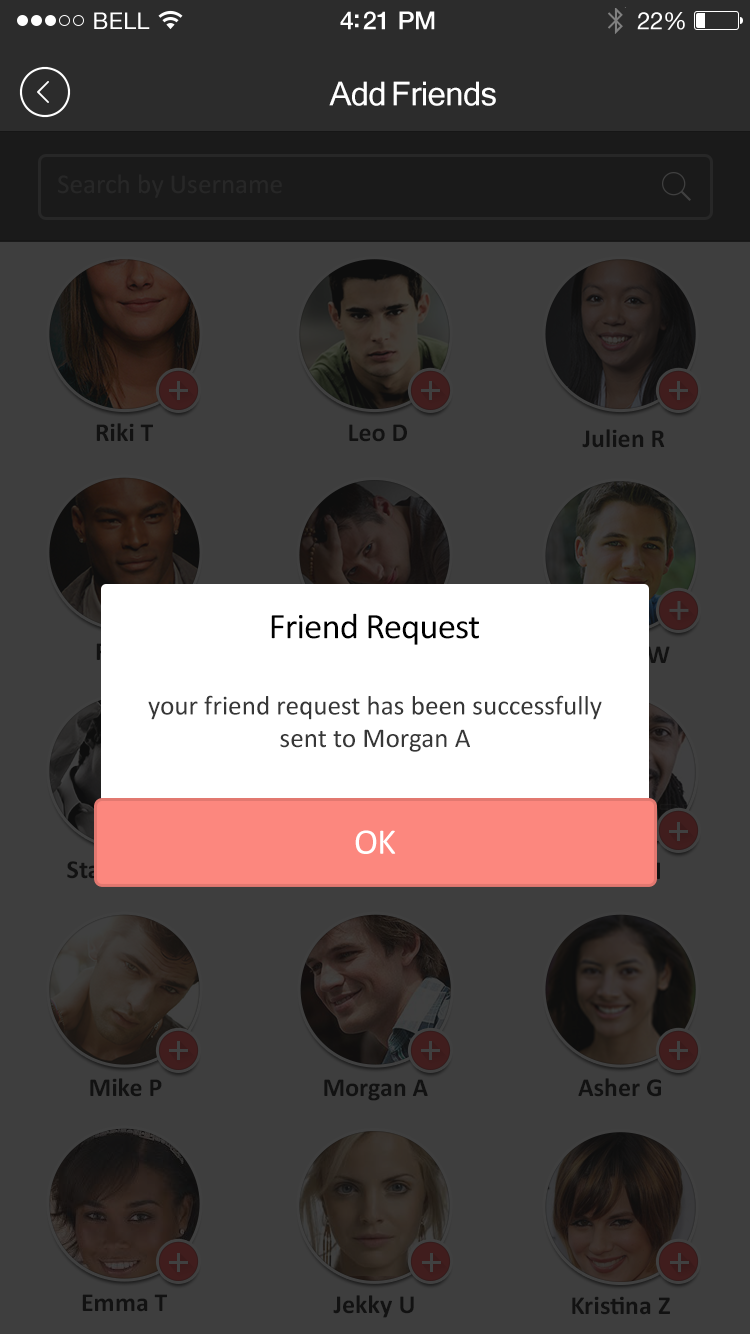 BELL 4:21 PM 22%
Add Friends
Search by Username
Riki T Leo D Julien R
W
Friend Request
your friend request has been successfully
sent to Morgan A
OK
Mike P Morgan A Asher G
Emma T Jekky U Kristina Z